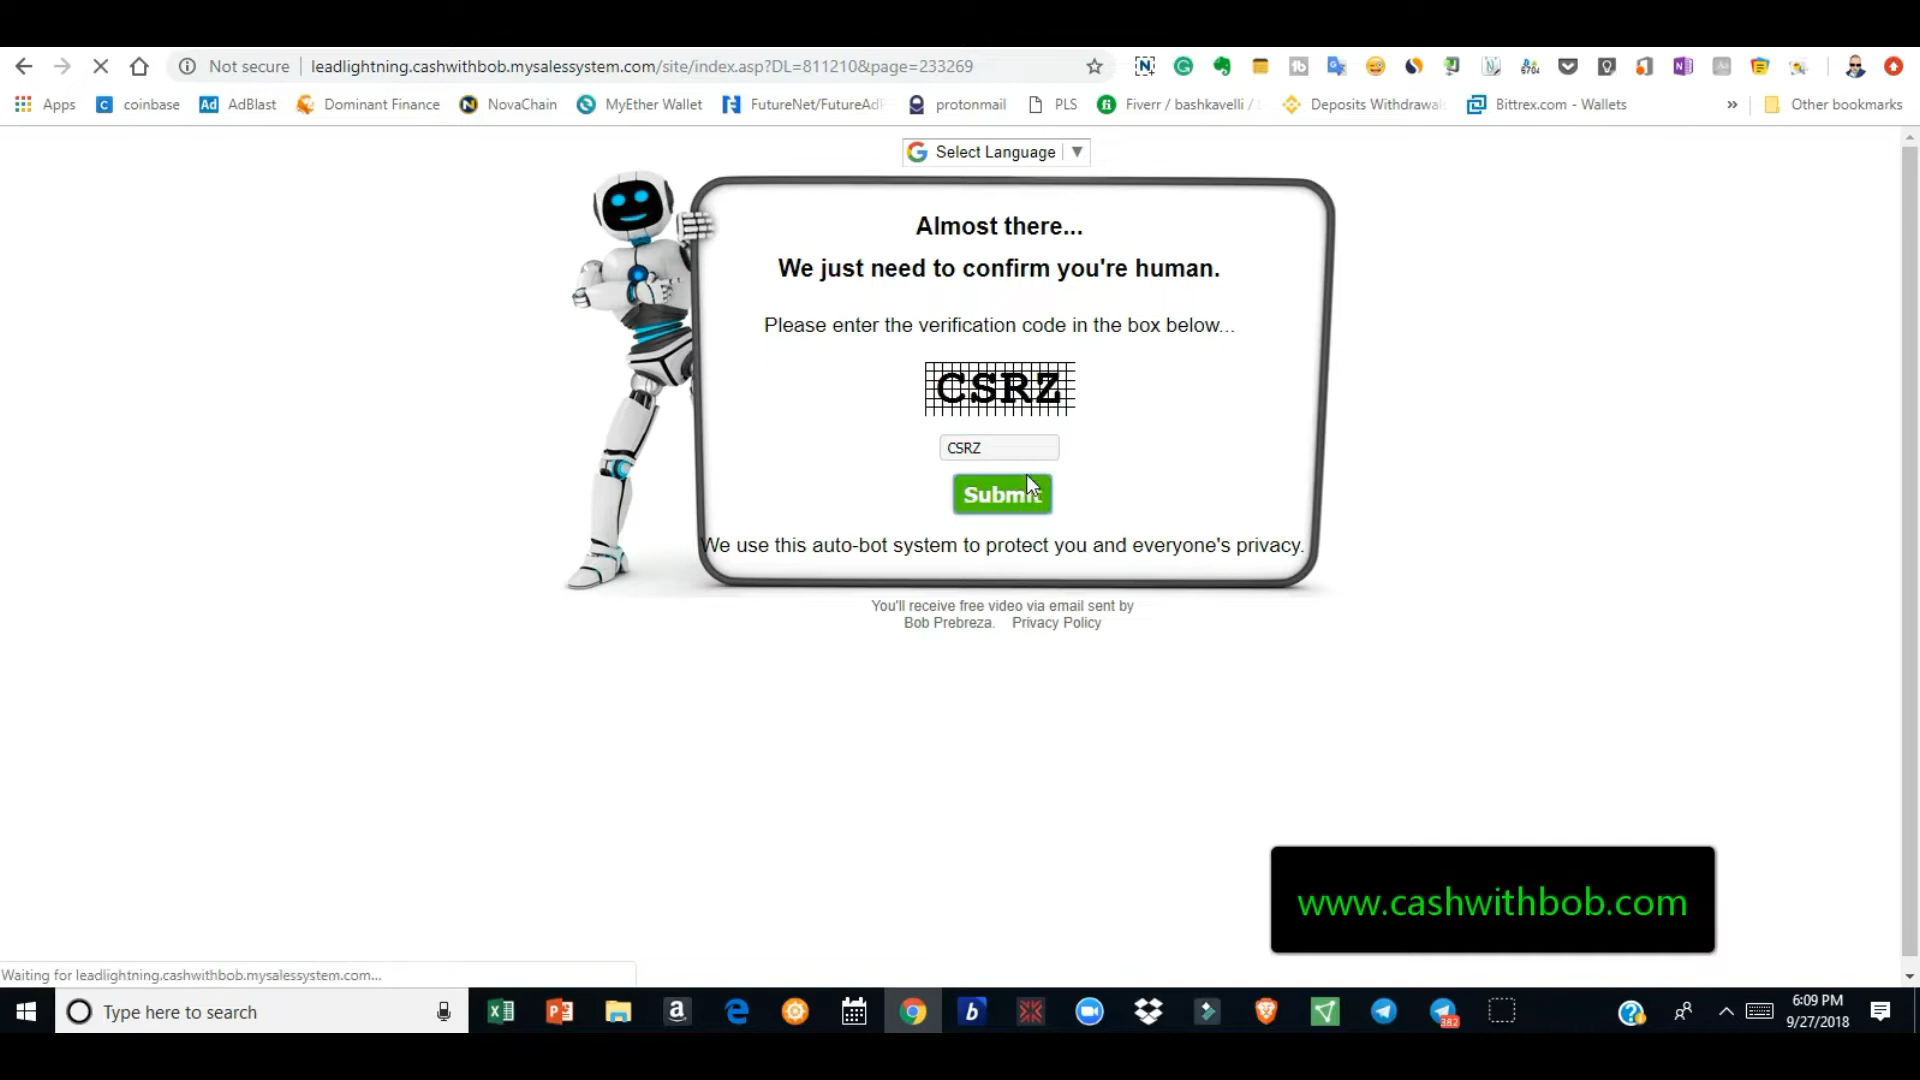 Not secure
leadlightning.cashwithbob.mysalessystem.com/site/index.asp?DL=811210&page=233269
Apps
coinbase
Ad AdBlast
Dominant Finance
NovaChain
MyEther Wallet
FutureNet/FutureAd
protonmail
PLS
Fiverr / bashkavelli /
Deposits Withdrawal
Bittrex.com - Wallets
»
Other bookmarks
Select Language
Almost there...
We just need to confirm you're human.
Please enter the verification code in the box below...
CSRZ
CSRZ
Submit
We use this auto-bot system to protect you and everyone's privacy.
You'll receive free video via email sent by
Bob Prebreza. Privacy Policy
www.cashwithbob.com
Waiting for leadlightning.cashwithbob.mysalessystem.com...
Type here to search
382
6:09 PM
9/27/2018